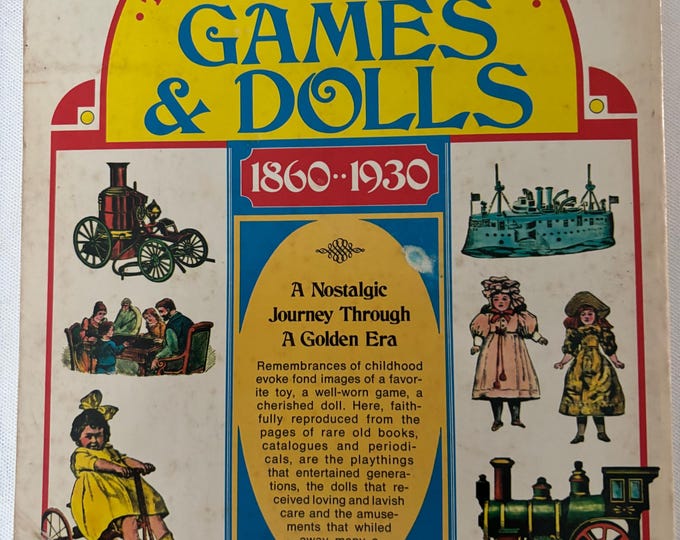 GAMES
& DOLLS
1860··1930
A Nostalgic
Journey Through
A Golden Era
Remembrances of childhood
evoke fond images of a favor-
ite toy, a well-worn game, a
cherished doll. Here, faith-
fully reproduced from the
pages of rare old books,
catalogues and periodi-
cals, are the playthings
that entertained genera-
tions, the dolls that re-
ceived loving and lavish
care and the amuse-
ments that whiled
away many a